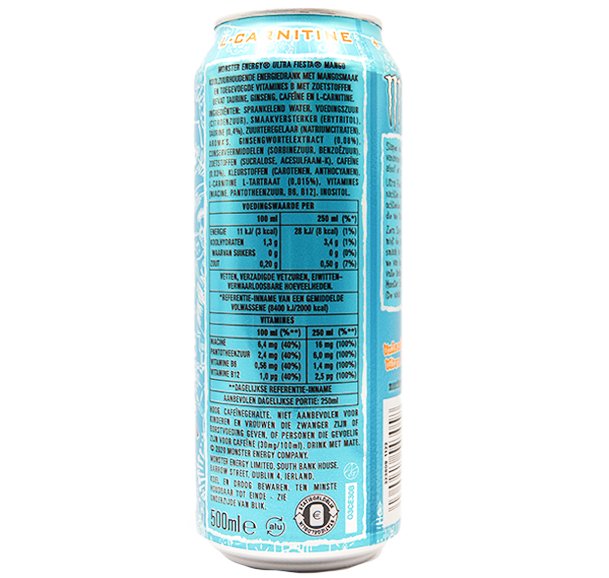 L-CARNITINE
MONSTER ENERGY® ULTRA FIESTA® MANGO
KOOLZUURHOUDENDE ENERGIEDRANK MET MANGOSMAAK
EN TOEGEVOEGDE VITAMINES B MET ZOETSTOFFEN.
BEVAT TAURINE, GINSENG, CAFEÏNE EN L-CARNITINE.
INGREDIËNTEN: SPRANKELEND WATER, VOEDINGSZUUR
(CITROENZUUR), SMAAKVERSTERKER (ERYTRITOL),
TAURINE (0,4%), ZUURTEREGELAAR (NATRIUMCITRATEN),
AROMA'S, GINSENGWORTELEXTRACT (0,08%),
CONSERVEERMIDDELEN (SORBINEZUUR, BENZOËZUUR),
ZOETSTOFFEN (SUCRALOSE, ACESULFAAM-K), CAFEÏNE
(0,03%), KLEURSTOFFEN (CAROTENEN, ANTHOCYANEN),
L-CARNITINE L-TARTRAAT (0,015%), VITAMINES
(NIACINE, PANTOTHEENZUUR, B6, B12), INOSITOL.
VOEDINGSWAARDE PER
100 ml 250 ml (%*)
ENERGIE 11 kJ/ (3 kcal) 28 kJ/ (8 kcal) (1%)
KOOLHYDRATEN 1,3 g 3,4 g (1%)
WAARVAN SUIKERS 0 g 0 g (0%)
ZOUT 0,20 g 0,50 g (7%)
VETTEN, VERZADIGDE VETZUREN, EIWITTEN-
VERWAARLOOSBARE HOEVEELHEDEN.
*REFERENTIE-INNAME VAN EEN GEMIDDELDE
VOLWASSENE (8400 kJ/2000 kcal)
VITAMINES
100 ml (%**) 250 ml (%**)
NIACINE 6,4 mg (40%) 16 mg (100%)
PANTOTHEENZUUR 2,4 mg (40%) 6,0 mg (100%)
VITAMINE B6 0,56 mg (40%) 1,4 mg (100%)
VITAMINE B12 1,0 µg (40%) 2,5 µg (100%)
**DAGELIJKSE REFERENTIE-INNAME
AANBEVOLEN DAGELIJKSE PORTIE: 250ml
HOOG CAFEÏNEGEHALTE. NIET AANBEVOLEN VOOR
KINDEREN EN VROUWEN DIE ZWANGER ZIJN OF
BORSTVOEDING GEVEN, OF PERSONEN DIE GEVOELIG
ZIJN VOOR CAFEÏNE (30mg/100ml). DRINK MET MATE.
© 2020 MONSTER ENERGY COMPANY.
MONSTER ENERGY LIMITED, SOUTH BANK HOUSE,
BARROW STREET, DUBLIN 4, IERLAND.
KOEL EN DROOG BEWAREN. TEN MINSTE
HOUDBAAR TOT EINDE - ZIE
ONDERZIJDE VAN BLIK.
500ml e alu
STATIEGELDVRIJ